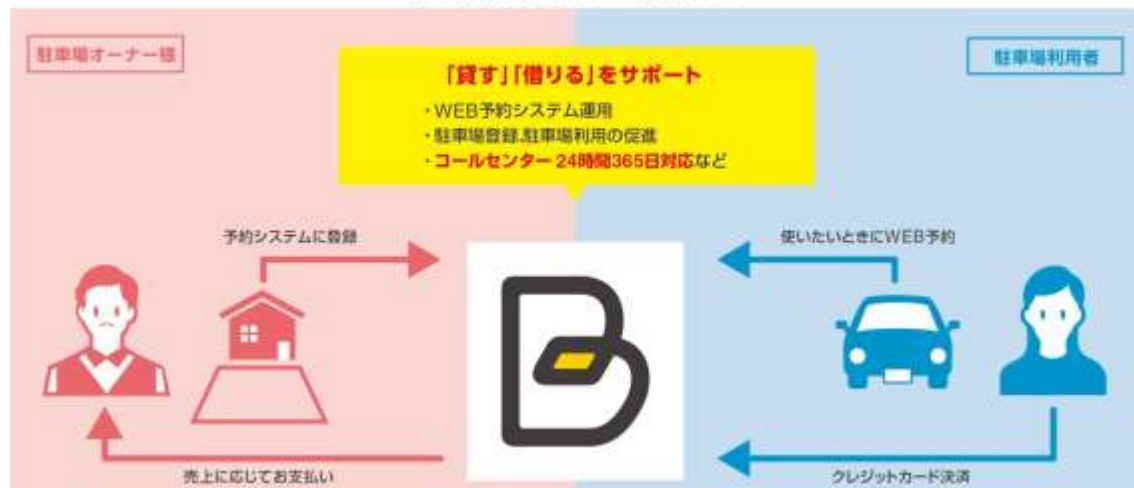 駐車場オーナー様
駐車場利用者
「貸す」「借りる」をサポート
・WEB予約システム運用
・駐車場登録、駐車場利用の促進
・コールセンター 24時間365日対応など
予約システムに登録
使いたいときにWEB予約
売上に応じてお支払い
クレジットカード決済